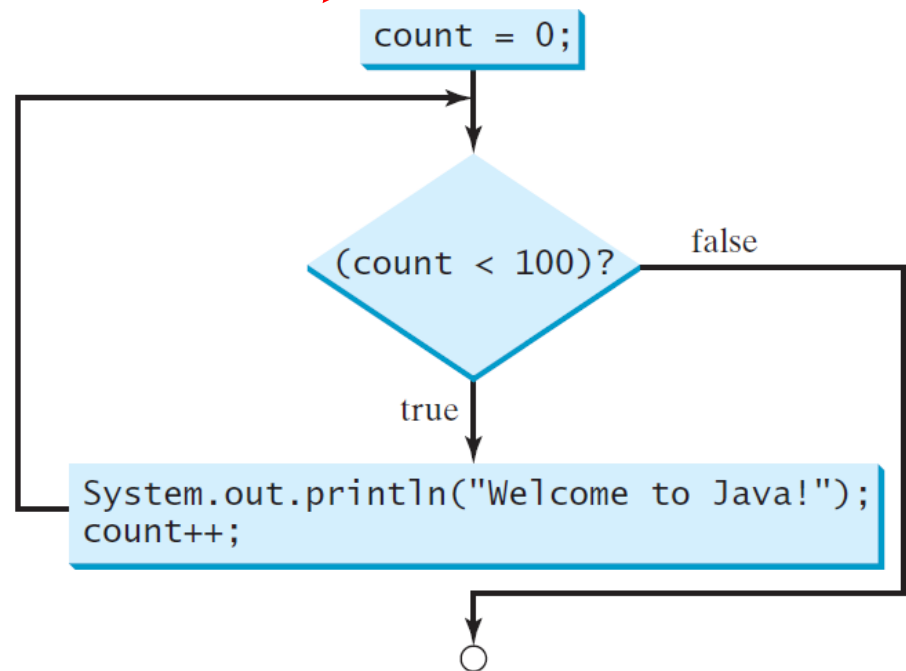 count = 0;
(count < 100)?
false
true
System.out.println("Welcome to Java!");
count++;